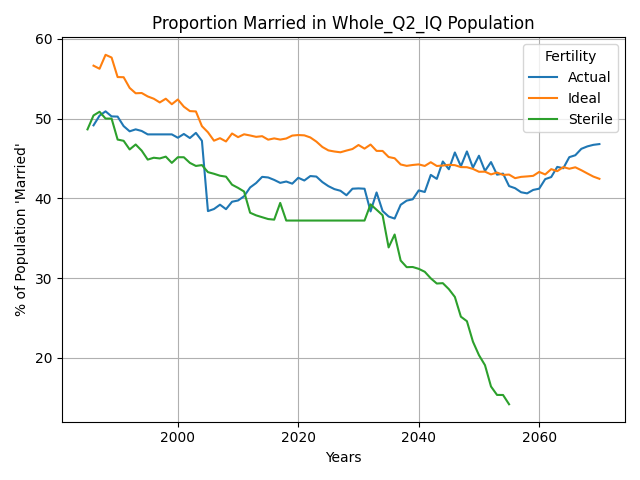 Proportion Married in Whole_Q2_IQ Population
% of Population 'Married'
60
50
40
30
20
Fertility
Actual
Ideal
Sterile
2000
2020
2040
2060
Years